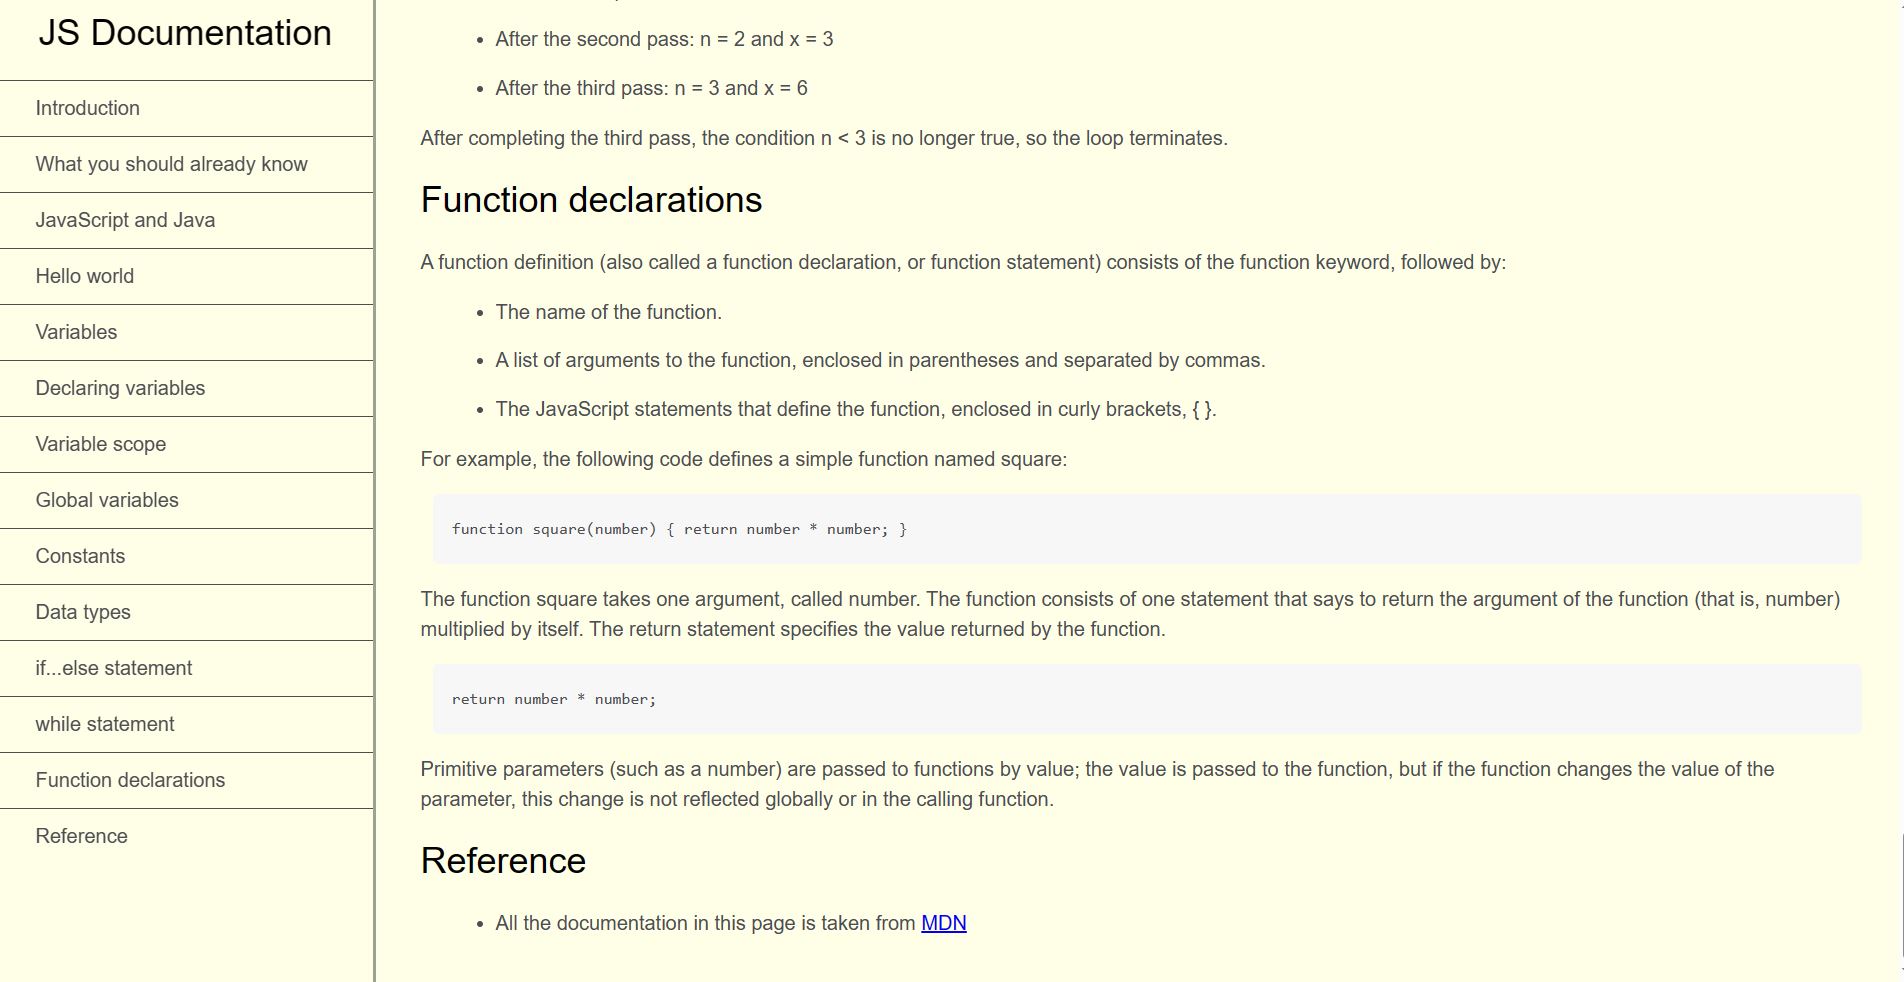 JS Documentation
Introduction
What you should already know
JavaScript and Java
Hello world
Variables
Declaring variables
Variable scope
Global variables
Constants
Data types
if...else statement
while statement
Function declarations
Reference
• After the second pass: n = 2 and x = 3
• After the third pass: n = 3 and x = 6
After completing the third pass, the condition n < 3 is no longer true, so the loop terminates.
Function declarations
A function definition (also called a function declaration, or function statement) consists of the function keyword, followed by:
• The name of the function.
• A list of arguments to the function, enclosed in parentheses and separated by commas.
• The JavaScript statements that define the function, enclosed in curly brackets, { }.
For example, the following code defines a simple function named square:
function square(number) { return number * number; }
The function square takes one argument, called number. The function consists of one statement that says to return the argument of the function (that is, number)
multiplied by itself. The return statement specifies the value returned by the function.
return number * number;
Primitive parameters (such as a number) are passed to functions by value; the value is passed to the function, but if the function changes the value of the
parameter, this change is not reflected globally or in the calling function.
Reference
• All the documentation in this page is taken from MDN